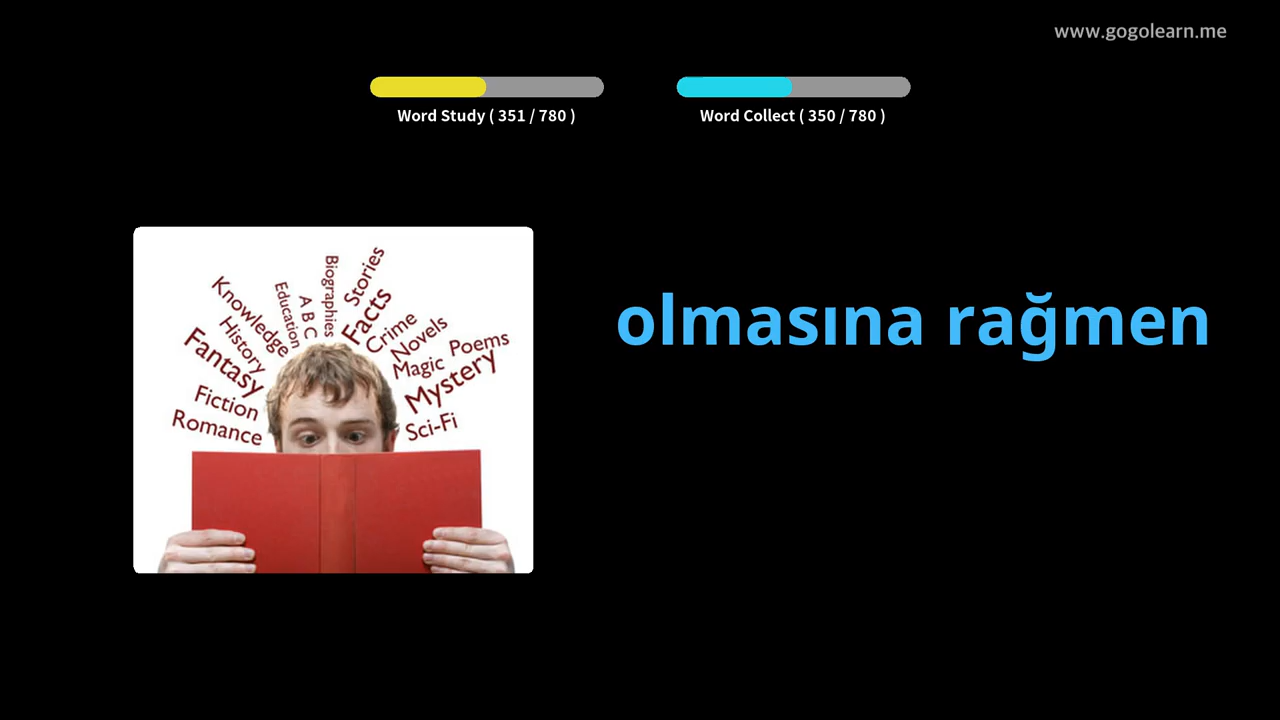 www.gogolearn.me
Word Study ( 351 / 780 )
Word Collect ( 350 / 780 )
olmasına rağmen
Knowledge
History
Fantasy
Fiction
Romance
Education
A B C
Biographies
Stories
Facts
Crime
Novels
Magic
Poems
Mystery
Sci-Fi